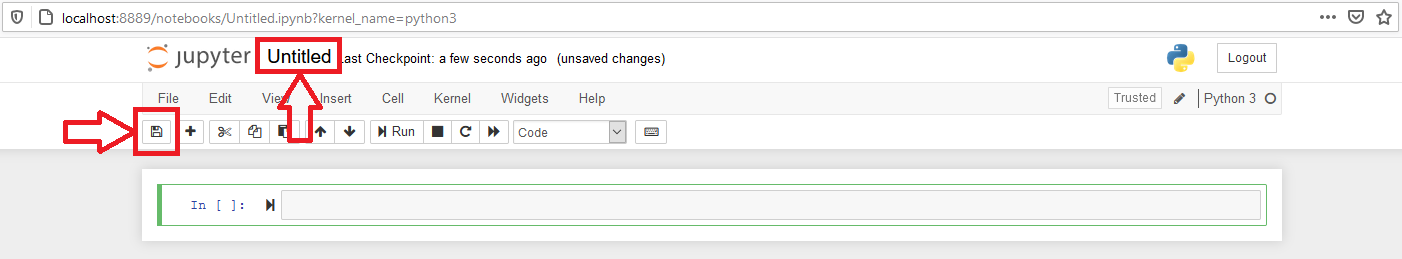 localhost:8889/notebooks/Untitled.ipynb?kernel_name=python3
jupyter Untitled Last Checkpoint: a few seconds ago (unsaved changes) Logout
File Edit View Insert Cell Kernel Widgets Help Trusted Python 3
Run Code
In [ ]: